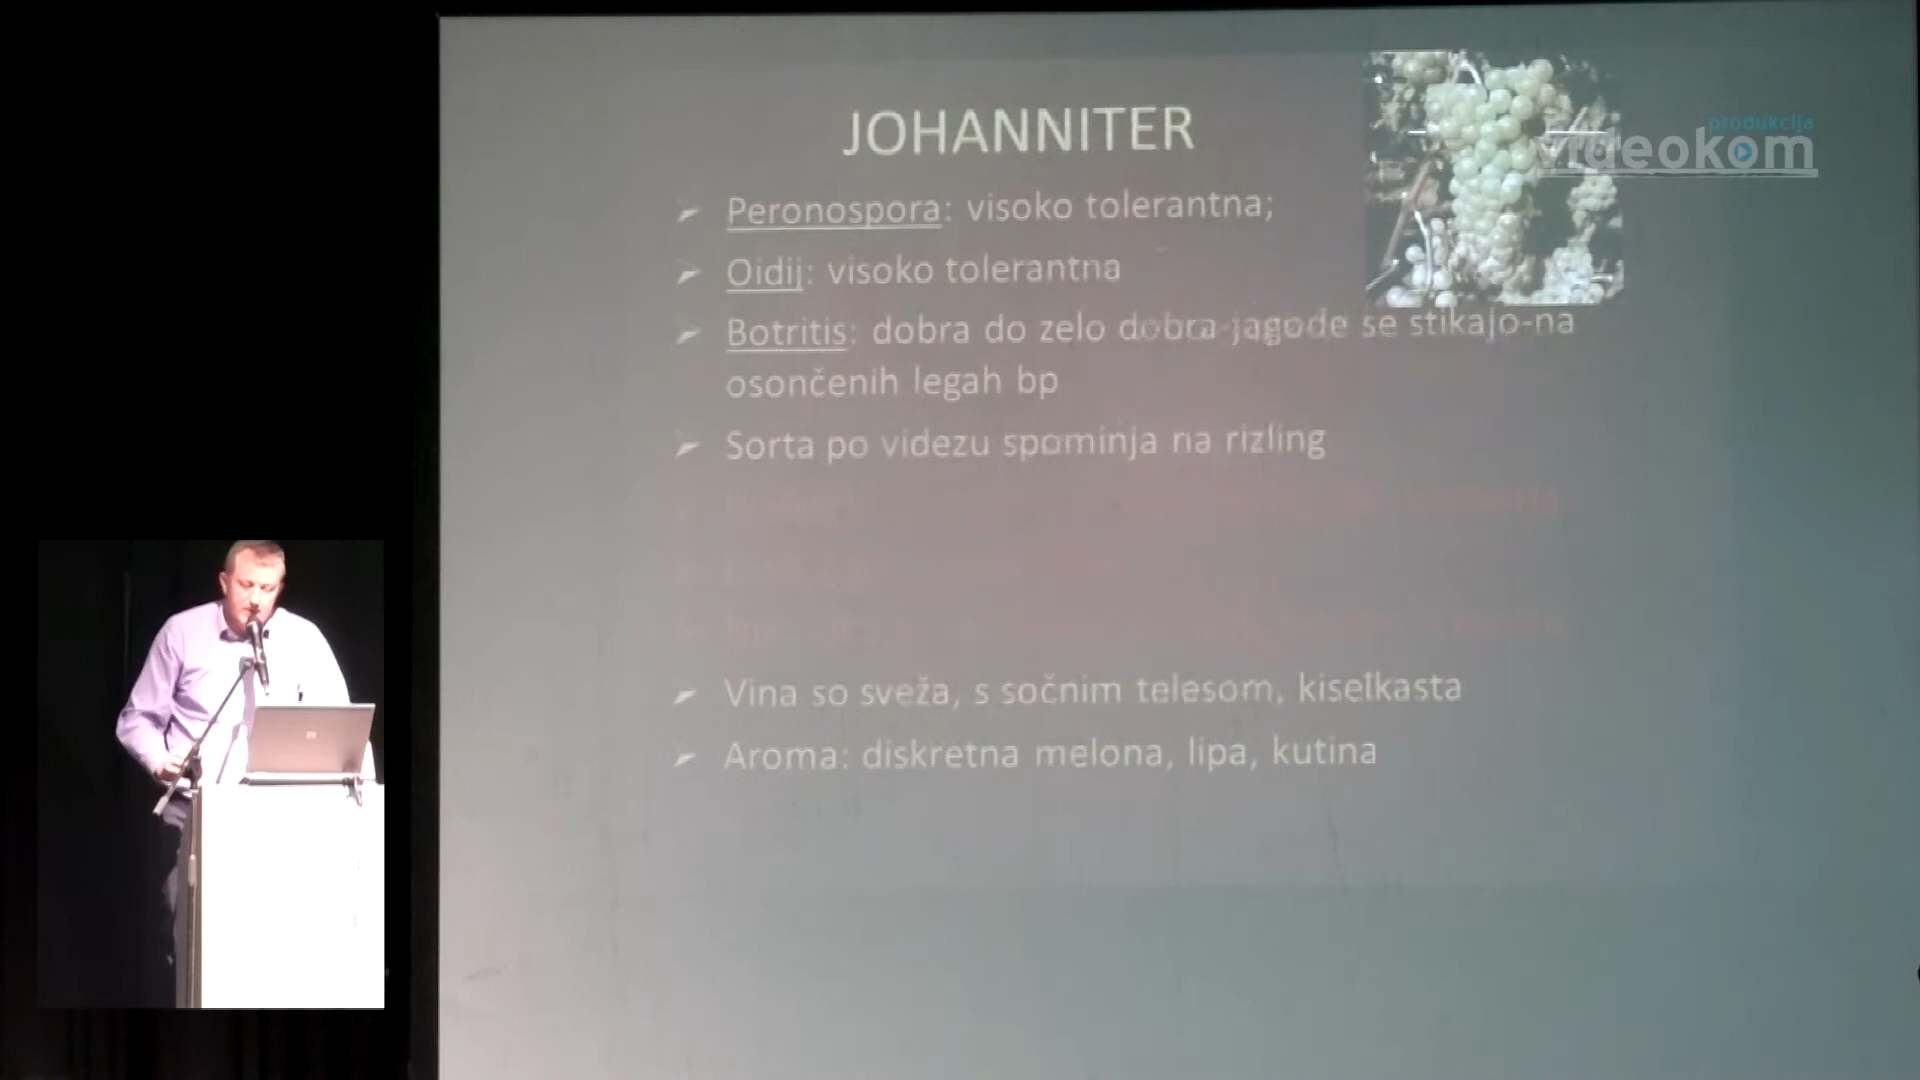 JOHANNITER
produkcija
videokom
Peronospora: visoko tolerantna;
Oidij: visoko tolerantna
Botritis: dobra do zelo dobra-jagode se stikajo-na
osončenih legah bp
Sorta po videzu spominja na rizling
Vina so sveža, s sočnim telesom, kiselkasta
Aroma: diskretna melona, lipa, kutina